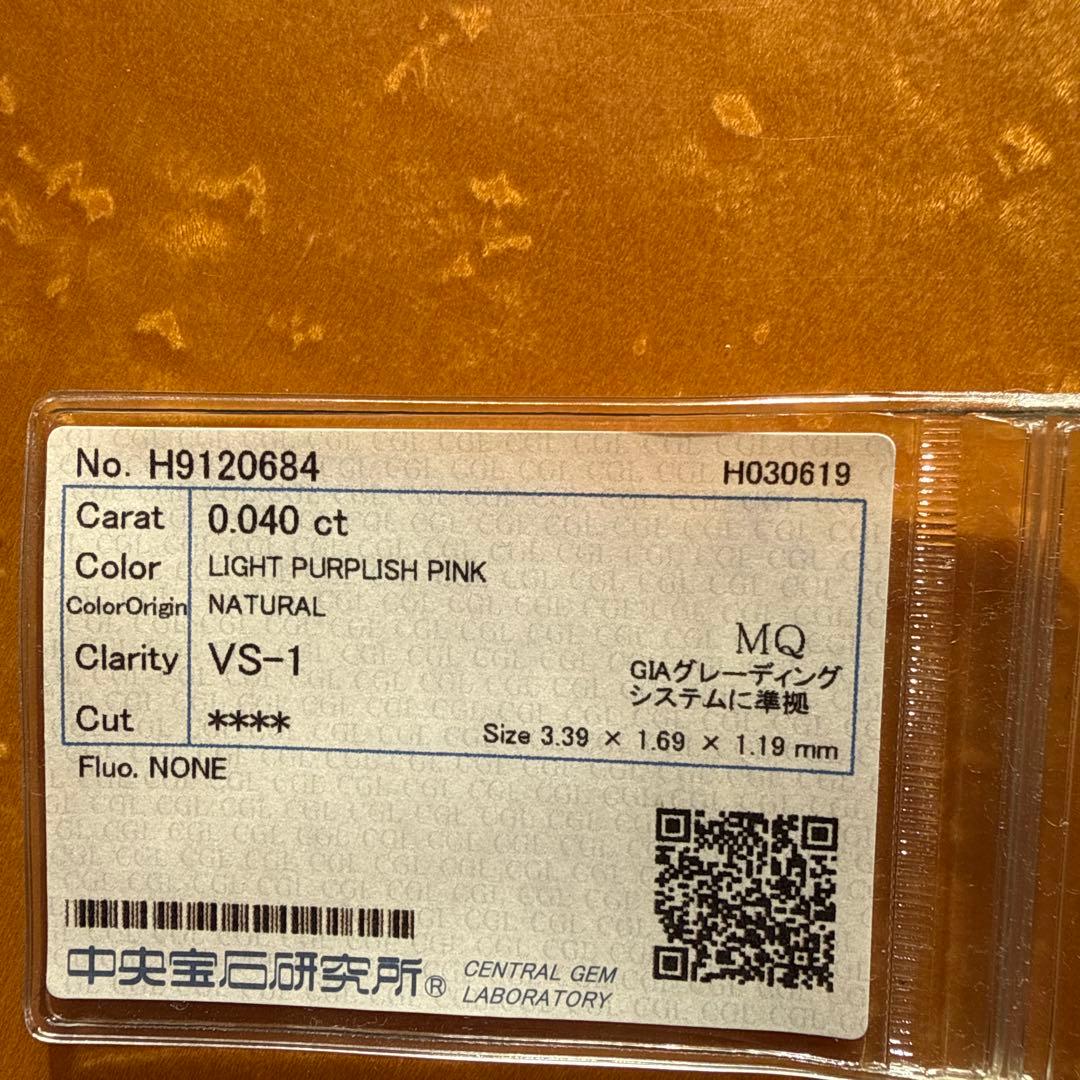 No. H9120684 H030619
Carat 0.040 ct
Color LIGHT PURPLISH PINK
ColorOrigin NATURAL
Clarity VS-1
MQ
GIAグレーディング
システムに準拠
Cut ****
Size 3.39 × 1.69 × 1.19 mm
Fluo. NONE
中央宝石研究所® CENTRAL GEM
LABORATORY